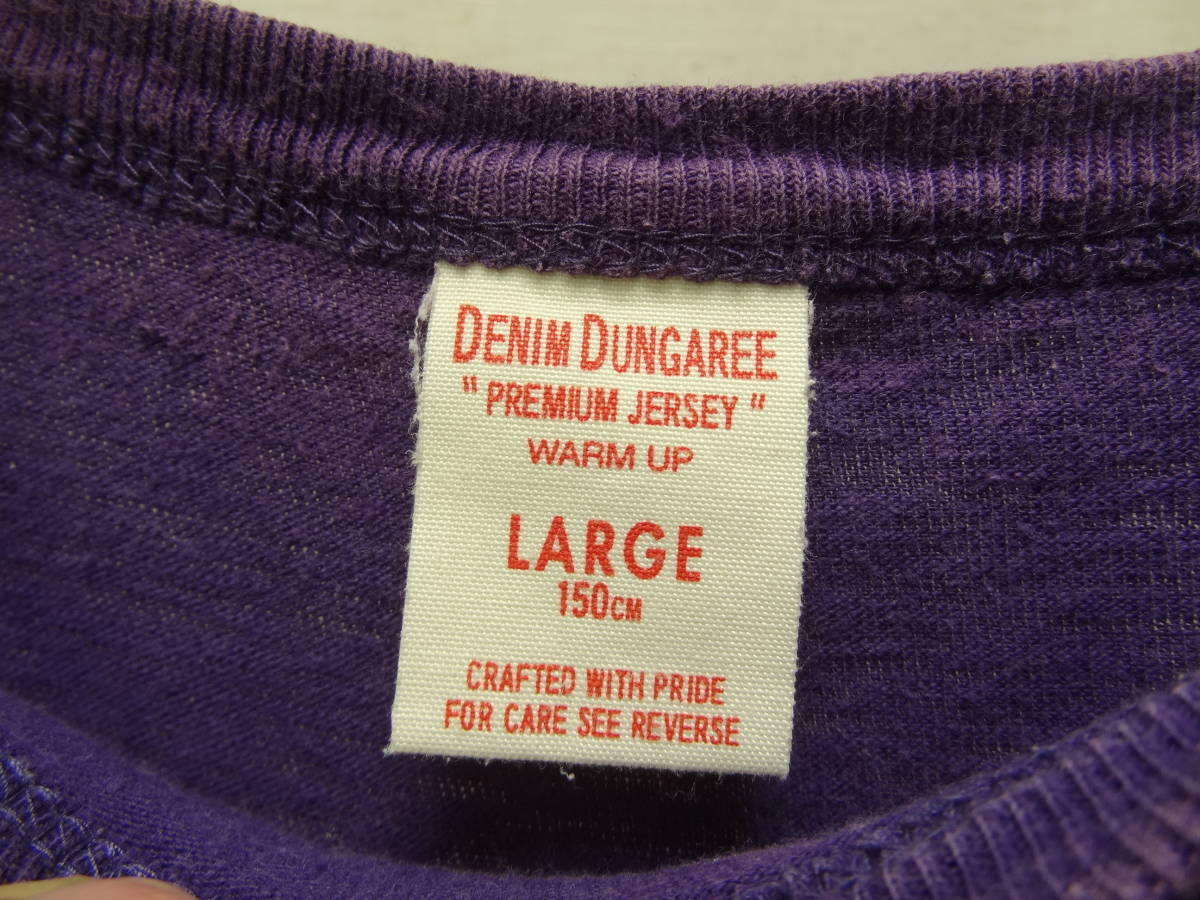 DENIM DUNGAREE
"PREMIUM JERSEY"
WARM UP
LARGE
150CM
CRAFTED WITH PRIDE
FOR CARE SEE REVERSE